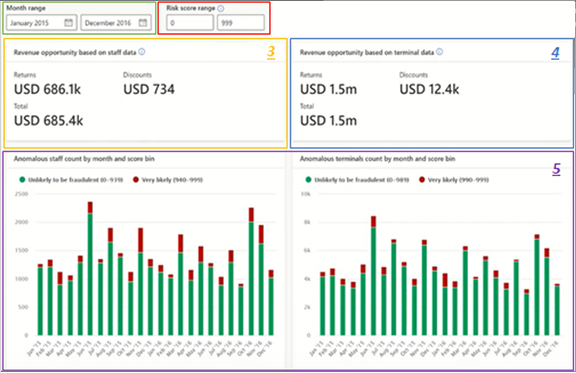 Month range
January 2015
December 2016
Risk score range
0
999
3
Revenue opportunity based on staff data
Returns
Discounts
USD 686.1k
USD 734
Total
USD 685.4k
4
Revenue opportunity based on terminal data
Returns
Discounts
USD 1.5m
USD 12.4k
Total
USD 1.5m
5
Anomalous staff count by month and score bin
Unlikely to be fraudulent (0-939)
Very likely (940-999)
2500
2000
1500
1000
500
0
Jan '15
Feb '15
Mar '15
Apr '15
May '15
Jun '15
Jul '15
Aug '15
Sep '15
Oct '15
Nov '15
Dec '15
Jan '16
Feb '16
Mar '16
Apr '16
May '16
Jun '16
Jul '16
Aug '16
Sep '16
Oct '16
Nov '16
Dec '16
Anomalous terminals count by month and score bin
Unlikely to be fraudulent (0-989)
Very likely (990-999)
10k
8k
6k
4k
2k
0k
Jan '15
Feb '15
Mar '15
Apr '15
May '15
Jun '15
Jul '15
Aug '15
Sep '15
Oct '15
Nov '15
Dec '15
Jan '16
Feb '16
Mar '16
Apr '16
May '16
Jun '16
Jul '16
Aug '16
Sep '16
Oct '16
Nov '16
Dec '16